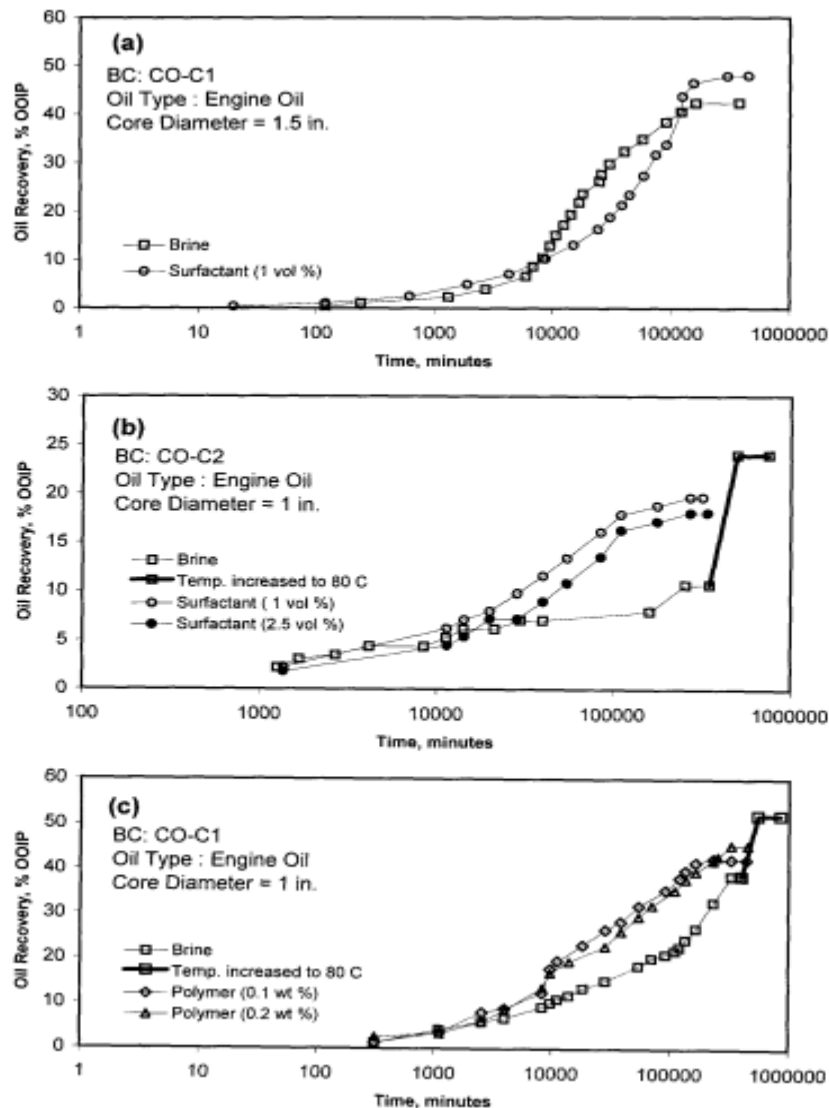 60
50
40
30
20
10
0
Oil Recovery, % OOIP
(a)
BC: CO-C1
Oil Type : Engine Oil
Core Diameter = 1.5 in.
Brine
Surfactant (1 vol %)
1 10 100 1000 10000 100000 1000000
Time, minutes
30
25
20
15
10
5
0
Oil Recovery, % OOIP
(b)
BC: CO-C2
Oil Type : Engine Oil
Core Diameter = 1 in.
Brine
Temp. increased to 80 C
Surfactant ( 1 vol %)
Surfactant (2.5 vol %)
100 1000 10000 100000 1000000
Time, minutes
60
50
40
30
20
10
0
Oil Recovery, % OOIP
(c)
BC: CO-C1
Oil Type : Engine Oil
Core Diameter = 1 in.
Brine
Temp. increased to 80 C
Polymer (0.1 wt %)
Polymer (0.2 wt %)
1 10 100 1000 10000 100000 1000000
Time, minutes